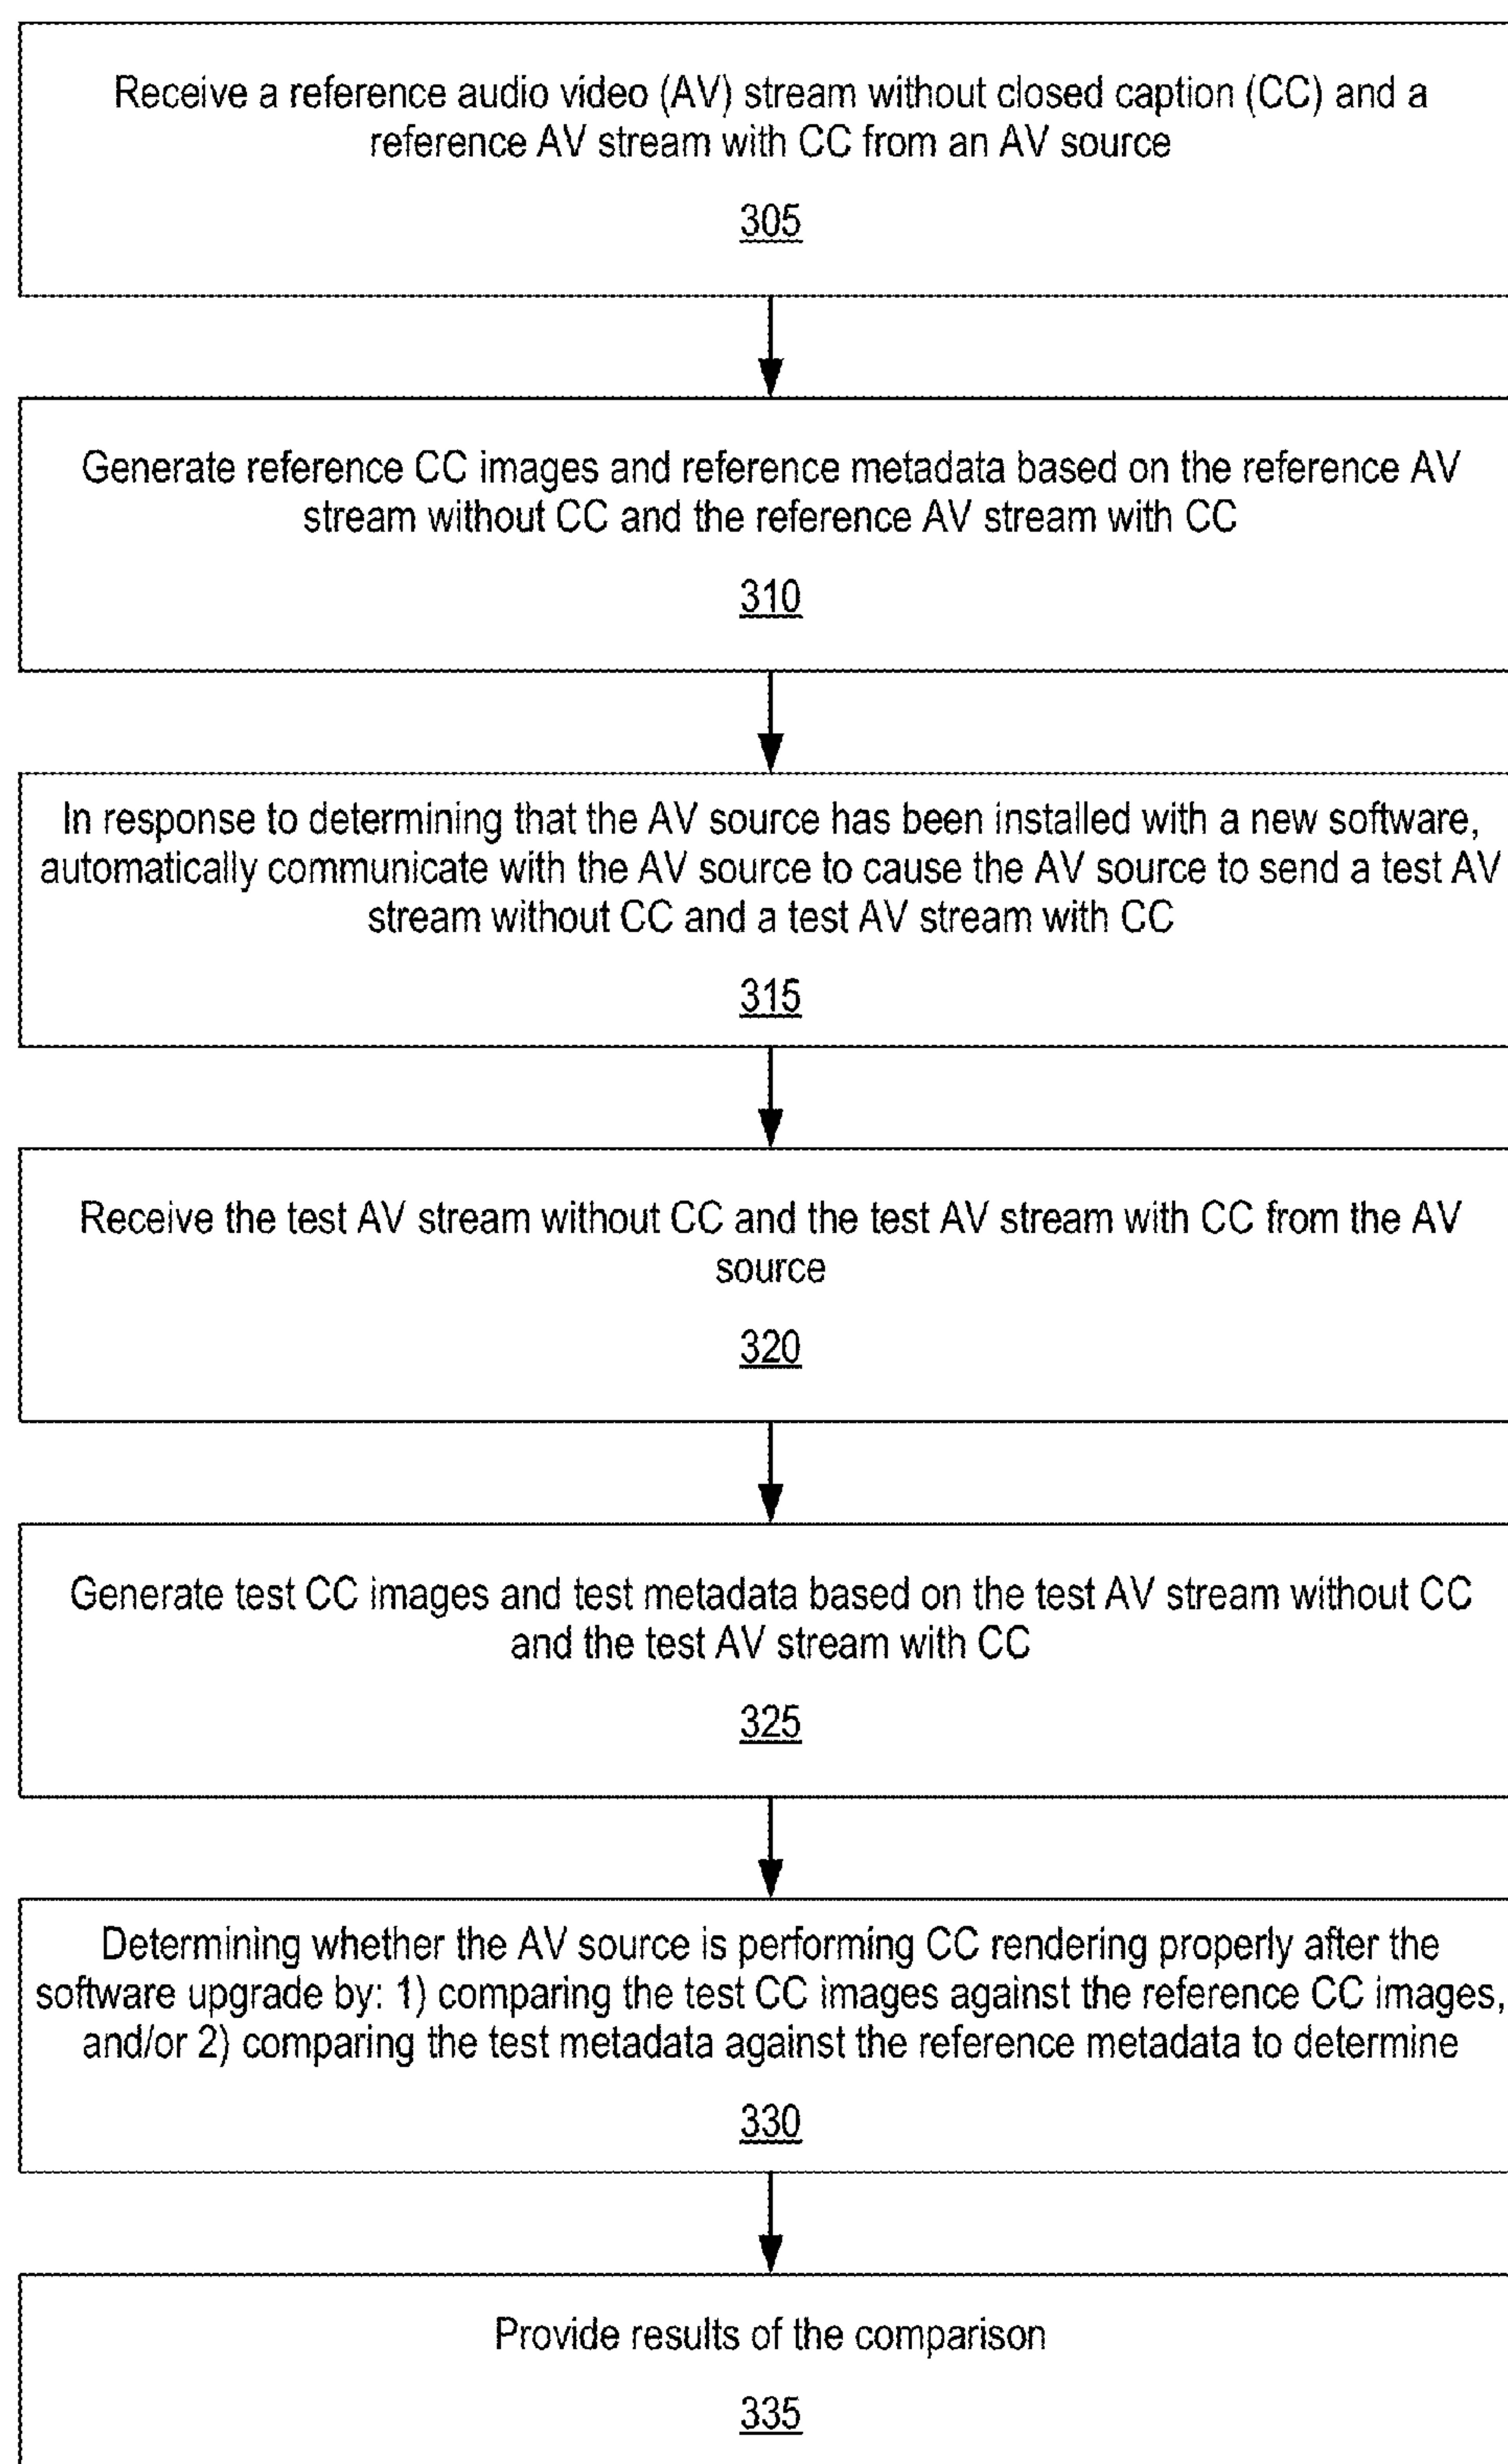 Receive a reference audio video (AV) stream without closed caption (CC) and a
reference AV stream with CC from an AV source
305
Generate reference CC images and reference metadata based on the reference AV
stream without CC and the reference AV stream with CC
310
In response to determining that the AV source has been installed with a new software,
automatically communicate with the AV source to cause the AV source to send a test AV
stream without CC and a test AV stream with CC
315
Receive the test AV stream without CC and the test AV stream with CC from the AV
source
320
Generate test CC images and test metadata based on the test AV stream without CC
and the test AV stream with CC
325
Determining whether the AV source is performing CC rendering properly after the
software upgrade by: 1) comparing the test CC images against the reference CC images,
and/or 2) comparing the test metadata against the reference metadata to determine
330
Provide results of the comparison
335